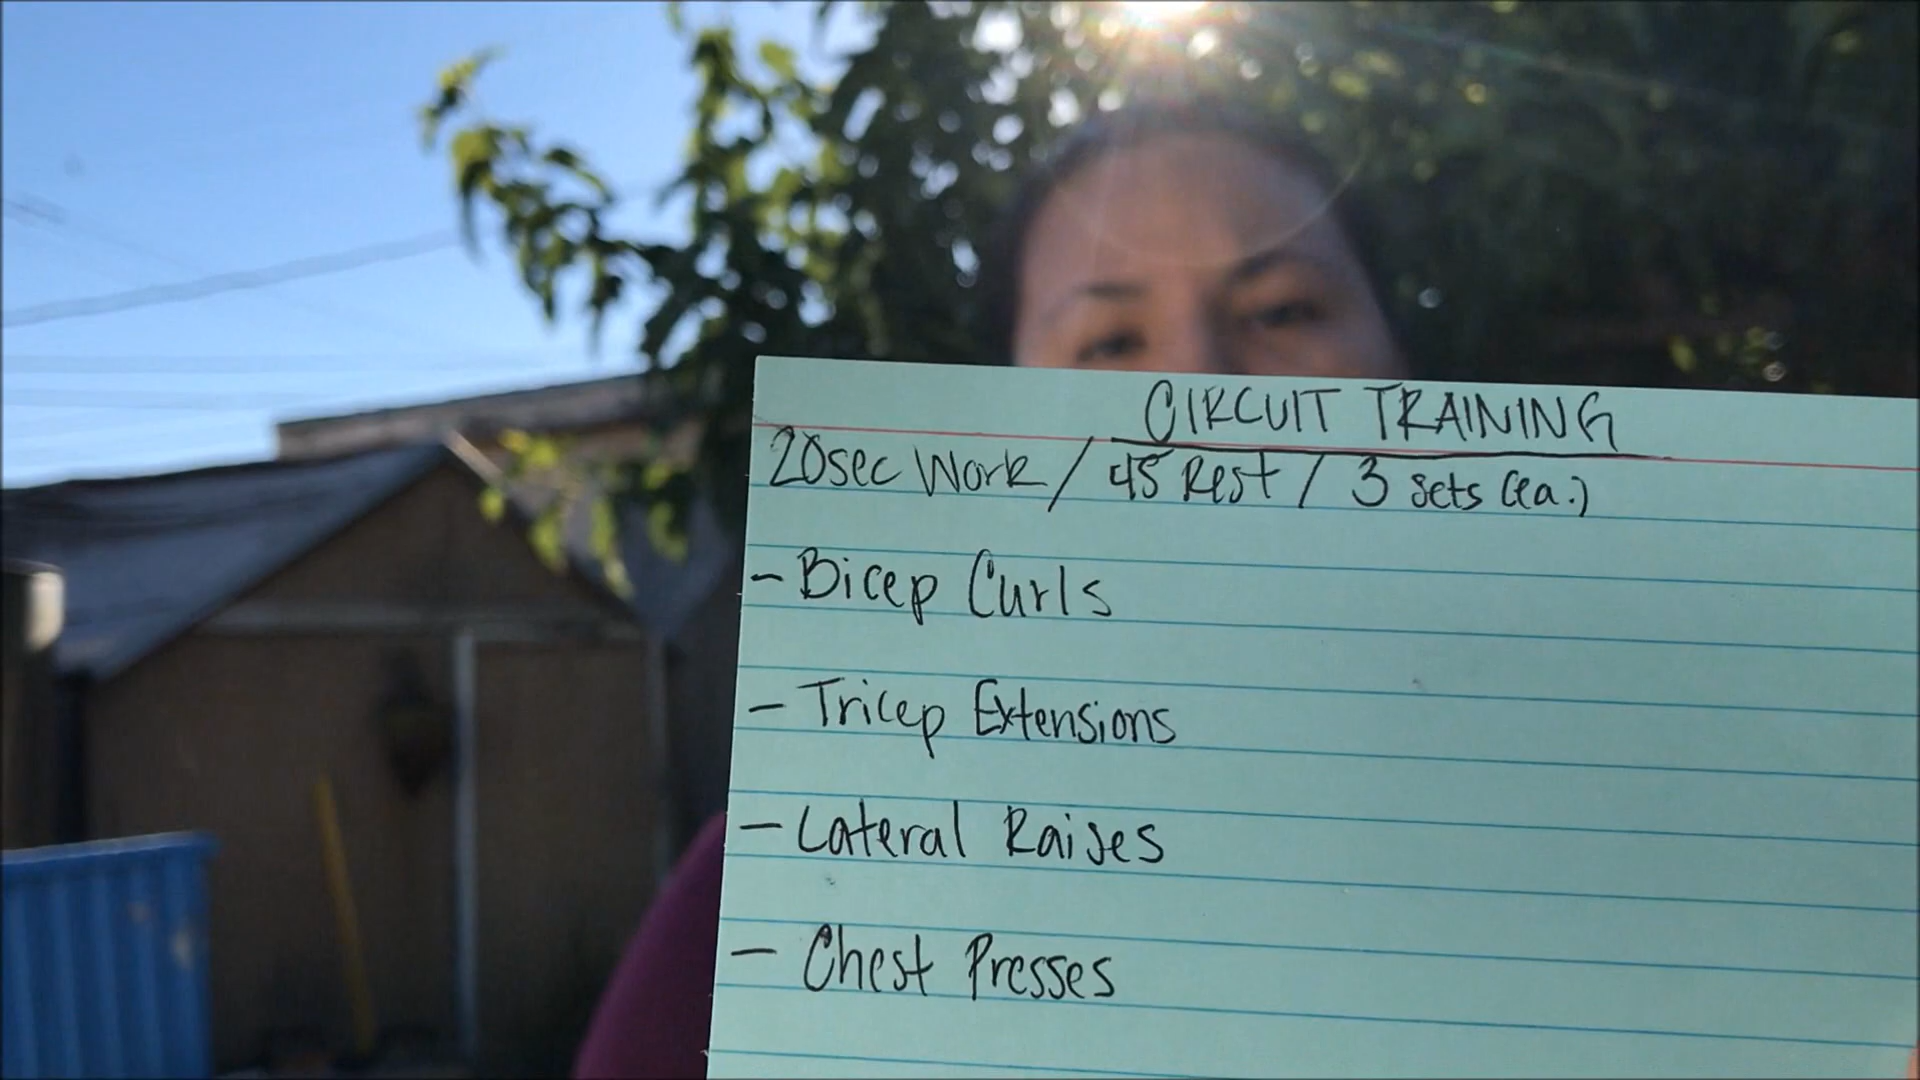 CIRCUIT TRAINING
20sec Work / 45 Rest / 3 sets (ea.)
- Bicep Curls
- Tricep Extensions
- Lateral Raises
- Chest Presses